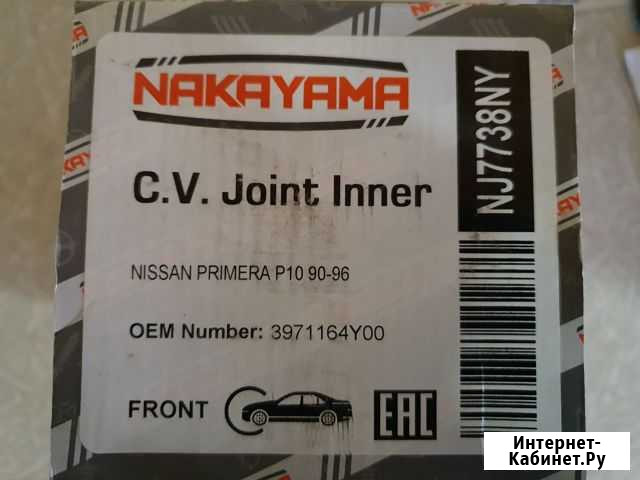 NAKAYAMA
C.V. Joint Inner
NISSAN PRIMERA P10 90-96
OEM Number: 3971164Y00
FRONT
EAC
NJ7738NY
Интернет-
Кабинет.Ру